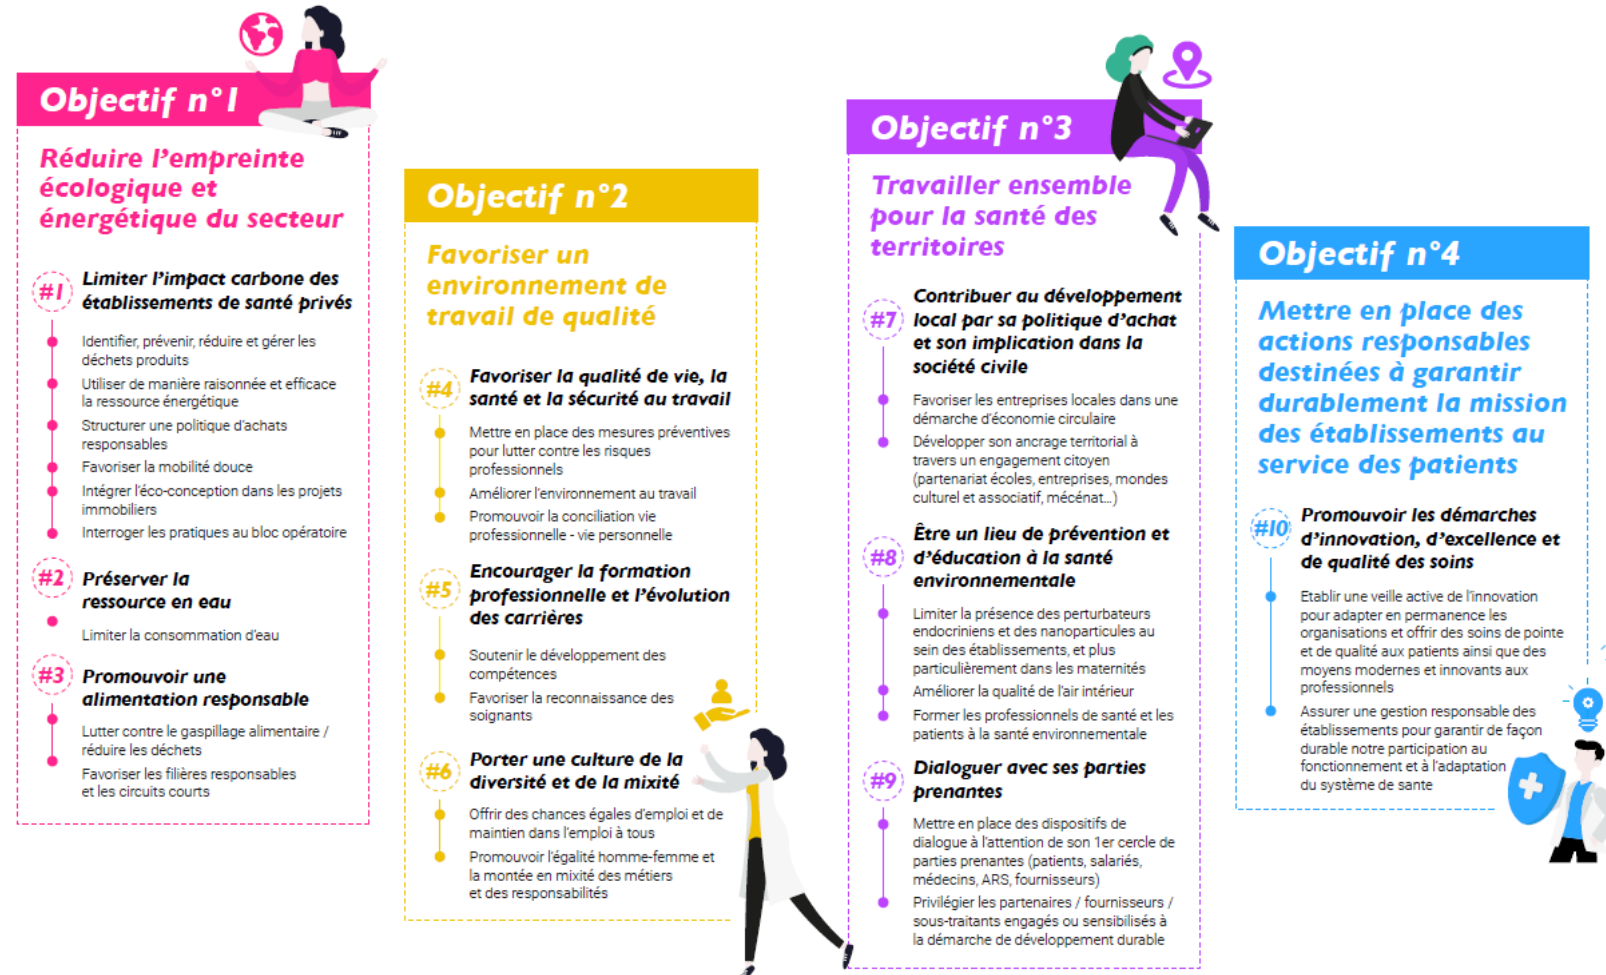 Objectif n°1
Réduire l'empreinte
écologique et
énergétique du secteur
#1
Limiter l'impact carbone des
établissements de santé privés
Identifier, prévenir, réduire et gérer les
déchets produits
Utiliser de manière raisonnée et efficace
la ressource énergétique
Structurer une politique d'achats
responsables
Favoriser la mobilité douce
Intégrer l'éco-conception dans les projets
immobiliers
Interroger les pratiques au bloc opératoire
#2
Préserver la
ressource en eau
Limiter la consommation d'eau
#3
Promouvoir une
alimentation responsable
Lutter contre le gaspillage alimentaire /
réduire les déchets
Favoriser les filières responsables
et les circuits courts
Objectif n°2
Favoriser un
environnement de
travail de qualité
#4
Favoriser la qualité de vie, la
santé et la sécurité au travail
Mettre en place des mesures préventives
pour lutter contre les risques
professionnels
Améliorer l'environnement au travail
Promouvoir la conciliation vie
professionnelle - vie personnelle
#5
Encourager la formation
professionnelle et l'évolution
des carrières
Soutenir le développement des
compétences
Favoriser la reconnaissance des
soignants
#6
Porter une culture de la
diversité et de la mixité
Offrir des chances égales d'emploi et de
maintien dans l'emploi à tous
Promouvoir l'égalité homme-femme et
la montée en mixité des métiers
et des responsabilités
Objectif n°3
Travailler ensemble
pour la santé des
territoires
#7
Contribuer au développement
local par sa politique d'achat
et son implication dans la
société civile
Favoriser les entreprises locales dans une
démarche d'économie circulaire
Développer son ancrage territorial à
travers un engagement citoyen
(partenariat écoles, entreprises, mondes
culturel et associatif, mécénat...)
#8
Être un lieu de prévention et
d'éducation à la santé
environnementale
Limiter la présence des perturbateurs
endocriniens et des nanoparticules au
sein des établissements, et plus
particulièrement dans les maternités
Améliorer la qualité de l'air intérieur
Former les professionnels de santé et les
patients à la santé environnementale
#9
Dialoguer avec ses parties
prenantes
Mettre en place des dispositifs de
dialogue à l'attention de son 1er cercle de
parties prenantes (patients, salariés,
médecins, ARS, fournisseurs)
Privilégier les partenaires / fournisseurs /
sous-traitants engagés ou sensibilisés à
la démarche de développement durable
Objectif n°4
Mettre en place des
actions responsables
destinées à garantir
durablement la mission
des établissements au
service des patients
#10
Promouvoir les démarches
d'innovation, d'excellence et
de qualité des soins
Etablir une veille active de l'innovation
pour adapter en permanence les
organisations et offrir des soins de pointe
et de qualité aux patients ainsi que des
moyens modernes et innovants aux
professionnels
Assurer une gestion responsable des
établissements pour garantir de façon
durable notre participation au
fonctionnement et à l'adaptation
du système de sante